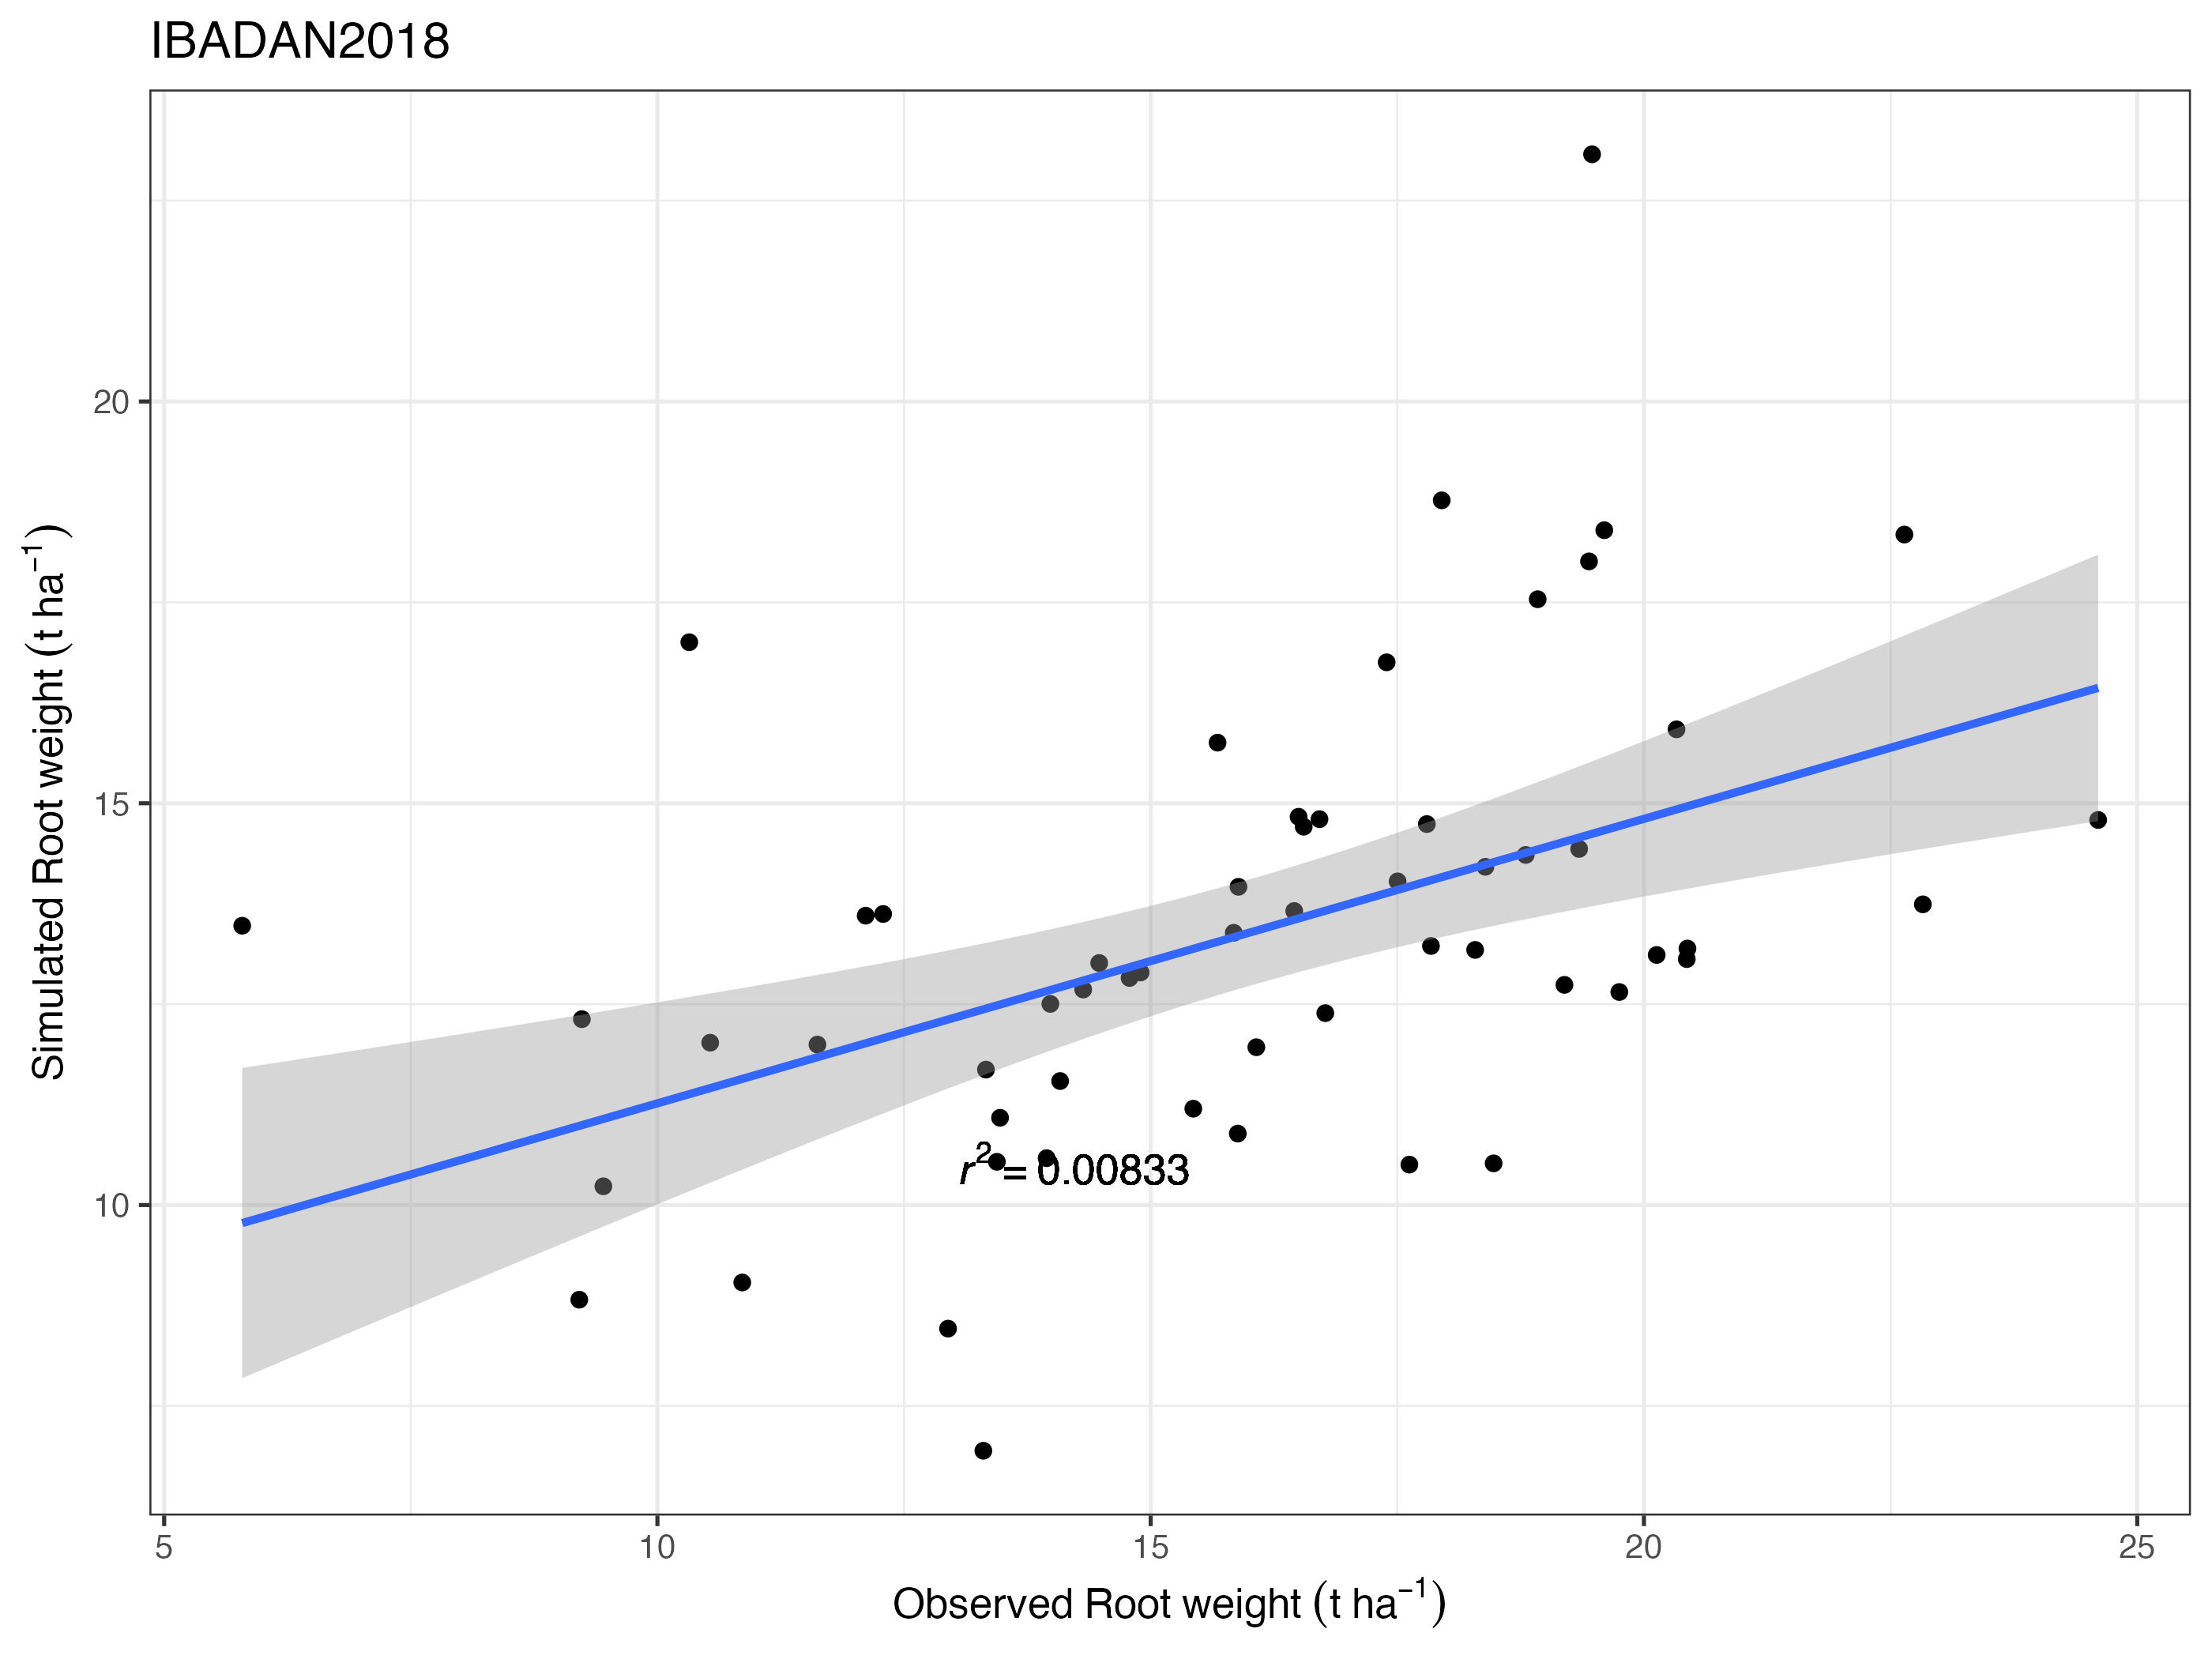 IBADAN2018
Simulated Root weight (t ha⁻¹)
20
15
10
r² = 0.00833
5 10 15 20 25
Observed Root weight (t ha⁻¹)